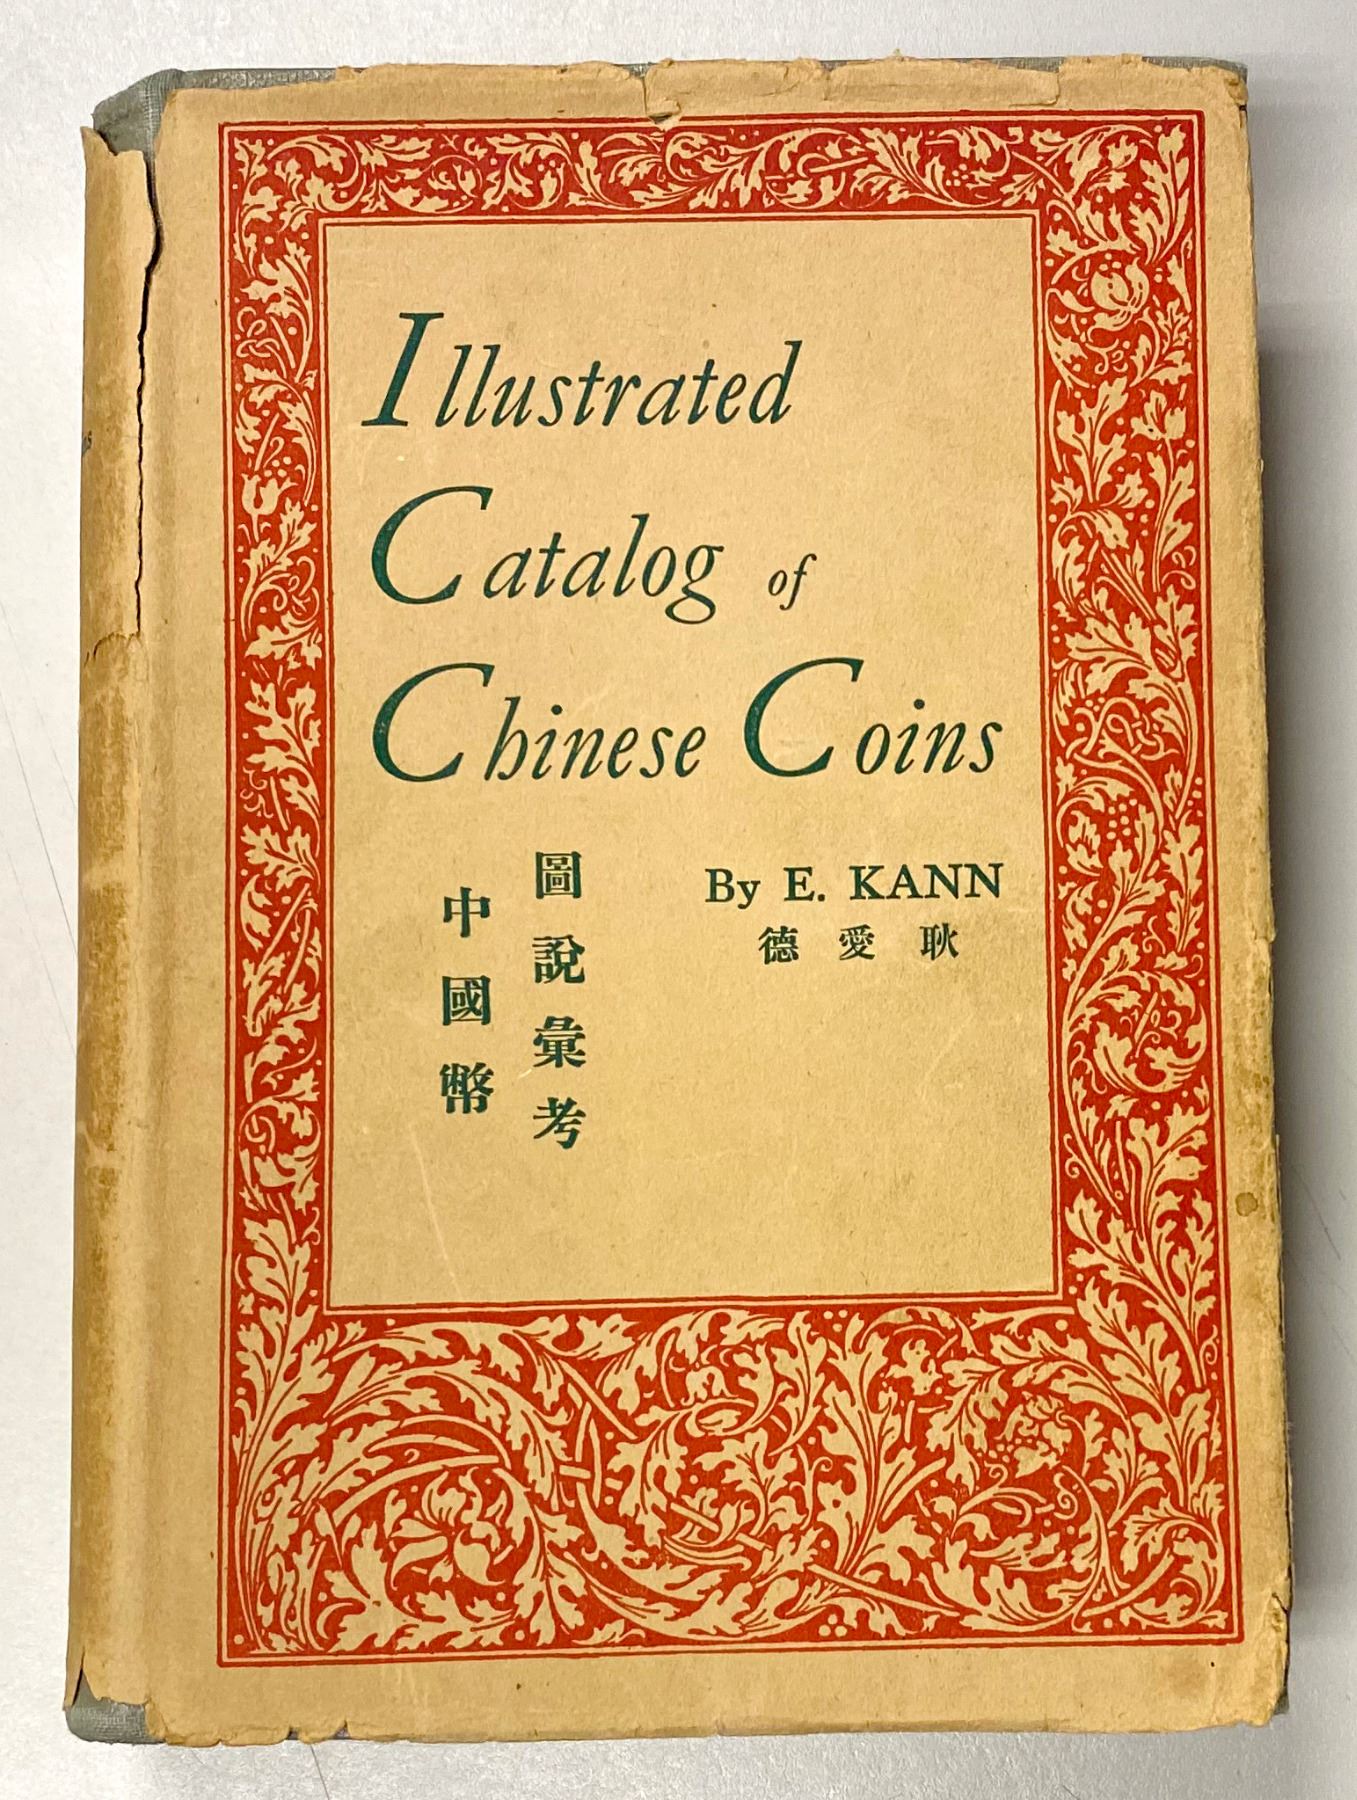 Illustrated
Catalog of
Chinese Coins
By E. KANN
耿愛德
中國幣
圖說彙考